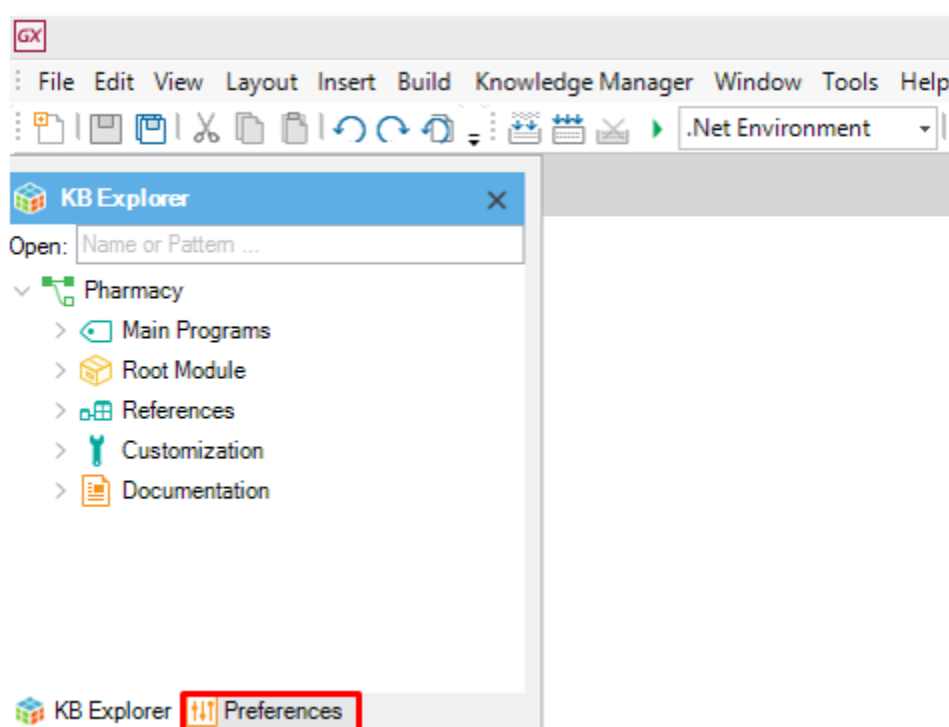 GX
File Edit View Layout Insert Build Knowledge Manager Window Tools Help
.Net Environment
KB Explorer
Open: Name or Pattern ...
Pharmacy
Main Programs
Root Module
References
Customization
Documentation
KB Explorer Preferences